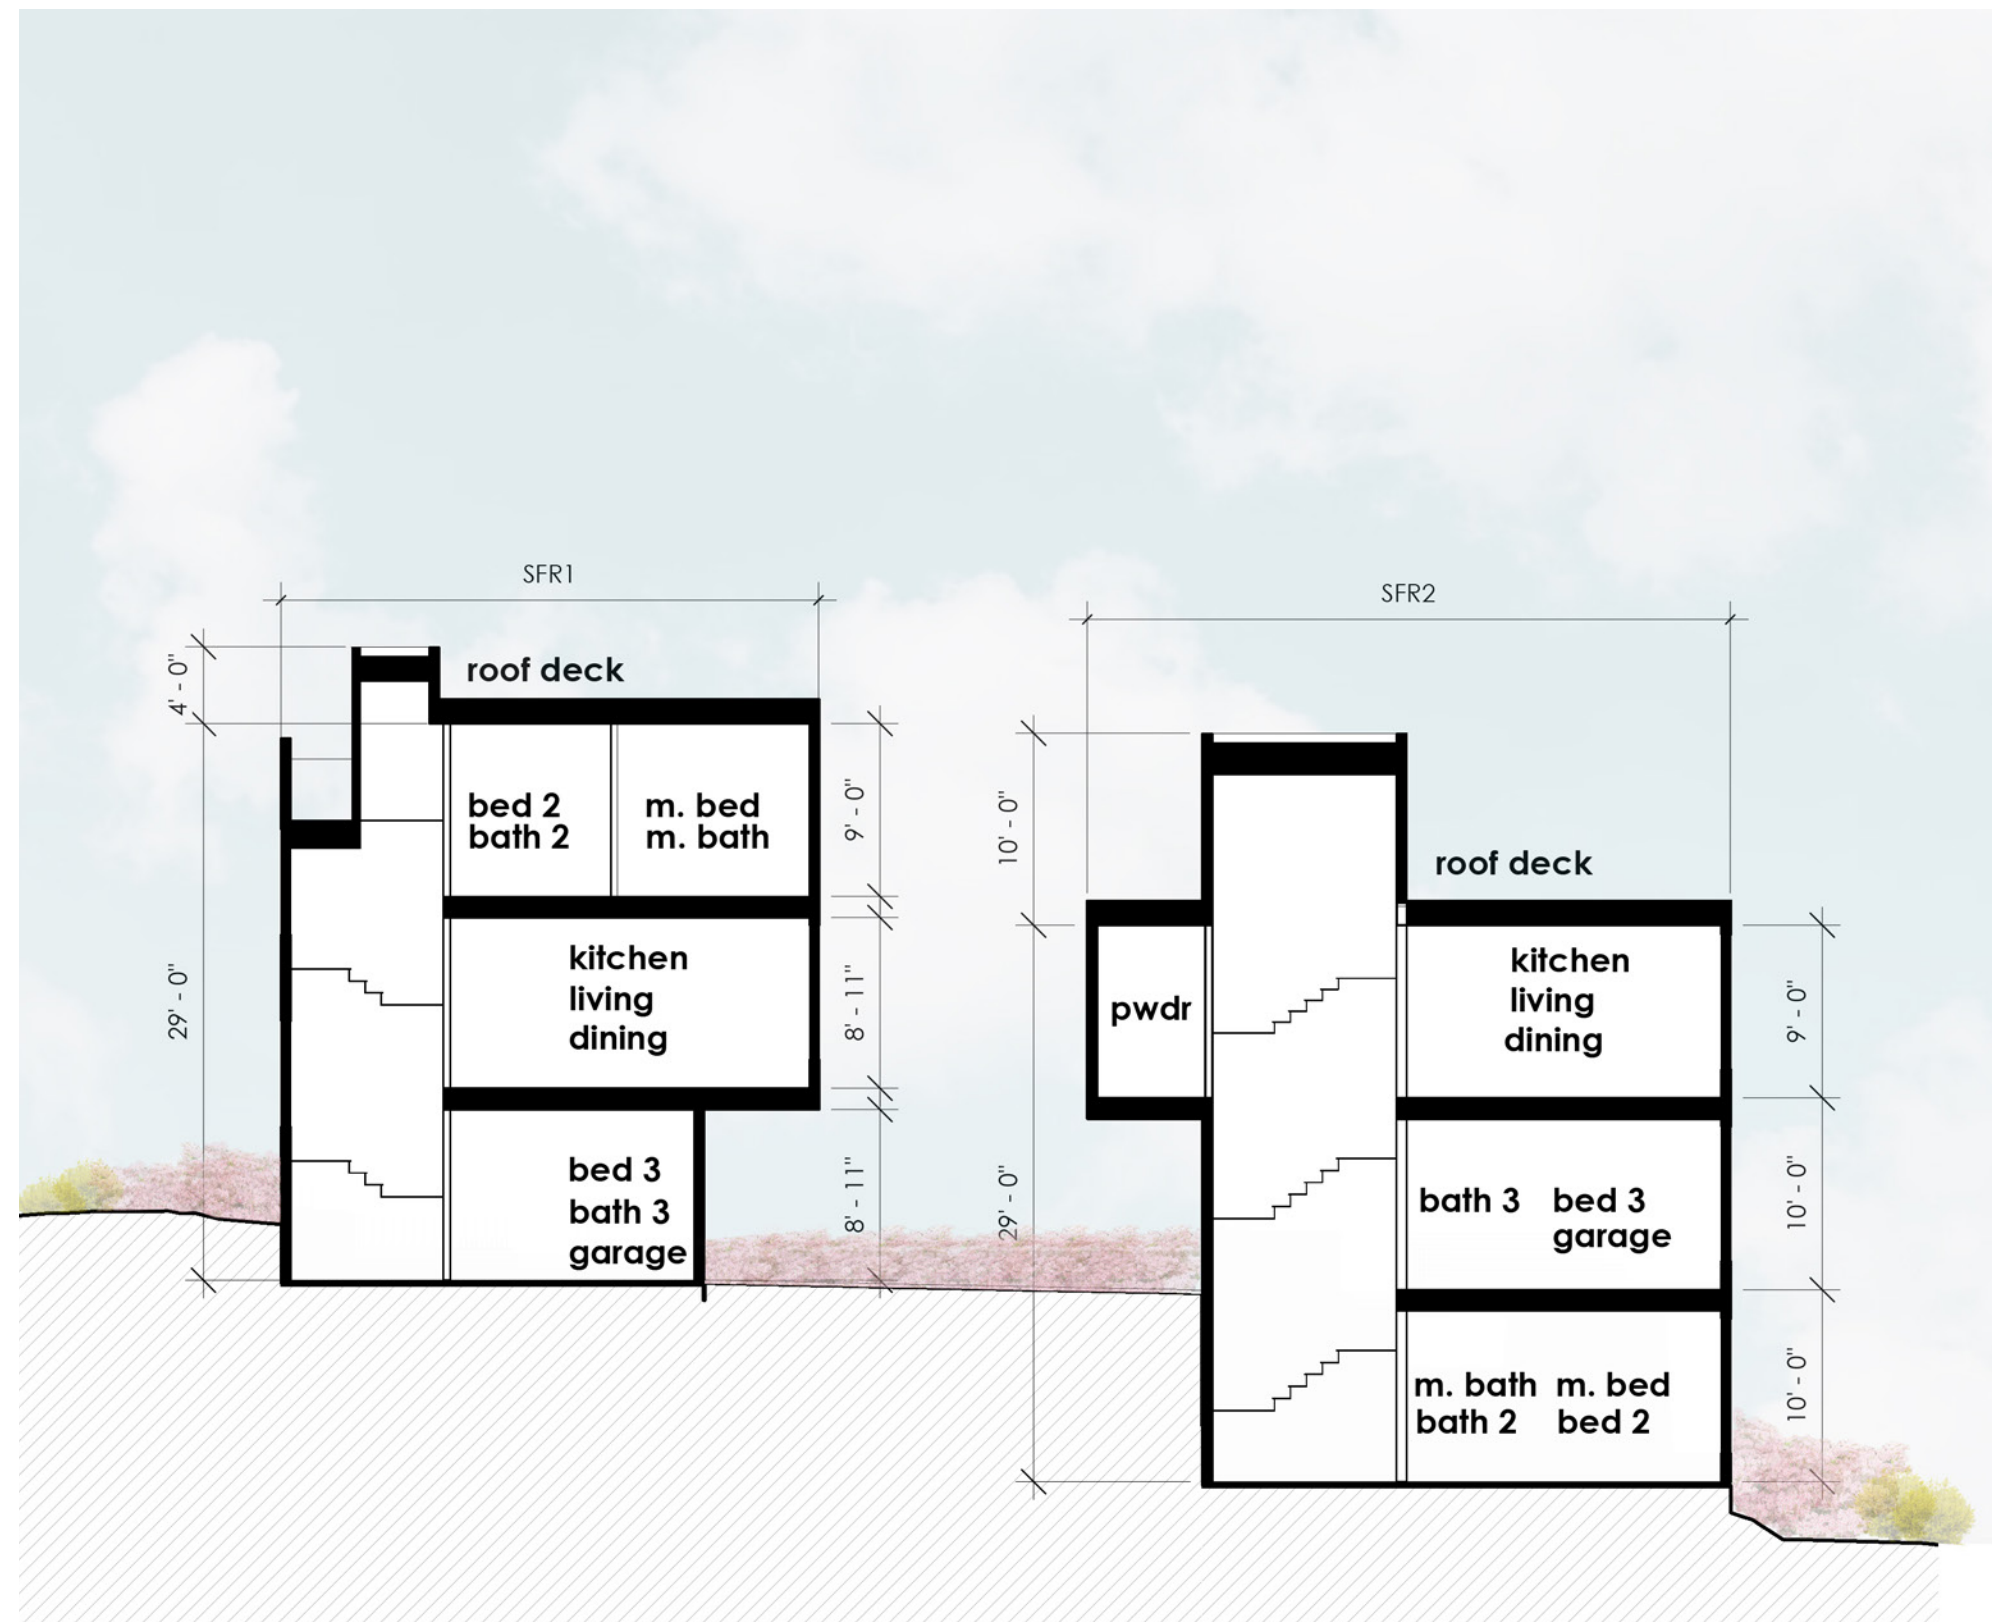 SFR1
SFR2
4' - 0"
29' - 0"
roof deck
bed 2
bath 2
m. bed
m. bath
kitchen
living
dining
bed 3
bath 3
garage
9' - 0"
8' - 11"
8' - 11"
10' - 0"
29' - 0"
roof deck
pwdr
kitchen
living
dining
bath 3 bed 3
garage
m. bath m. bed
bath 2 bed 2
9' - 0"
10' - 0"
10' - 0"